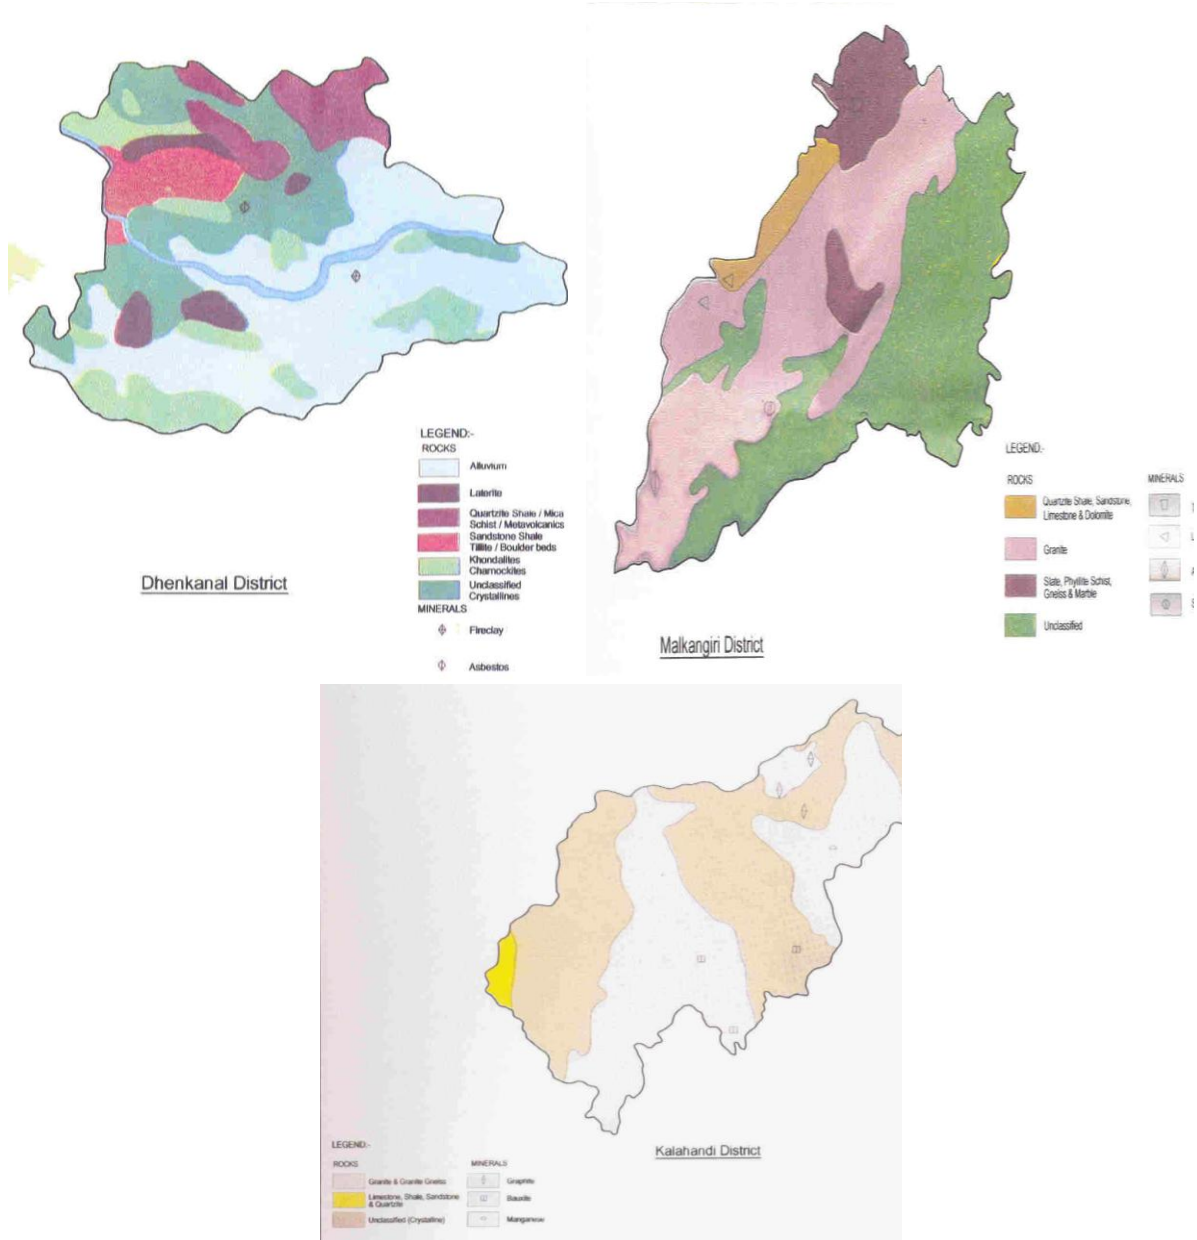 LEGEND:-
ROCKS
Alluvium
Laterite
Quartzite Shale / Mica
Schist / Metavolcanics
Sandstone Shale
Tillite / Boulder beds
Khondalites
Charnockites
Unclassified
Crystallines
MINERALS
Fireclay
Asbestos
Dhenkanal District
LEGEND:-
ROCKS
MINERALS
Quartzite Shale, Sandstone,
Limestone & Dolomite
T
Granite
L
Slate, Phyllite Schist,
Gneiss & Marble
A
Unclassified
S
Malkangiri District
Kalahandi District
LEGEND:-
ROCKS
MINERALS
Granite & Granite Gneiss
Graphite
Limestone, Shale, Sandstone
& Quartzite
Bauxite
Unclassified (Crystalline)
Manganese